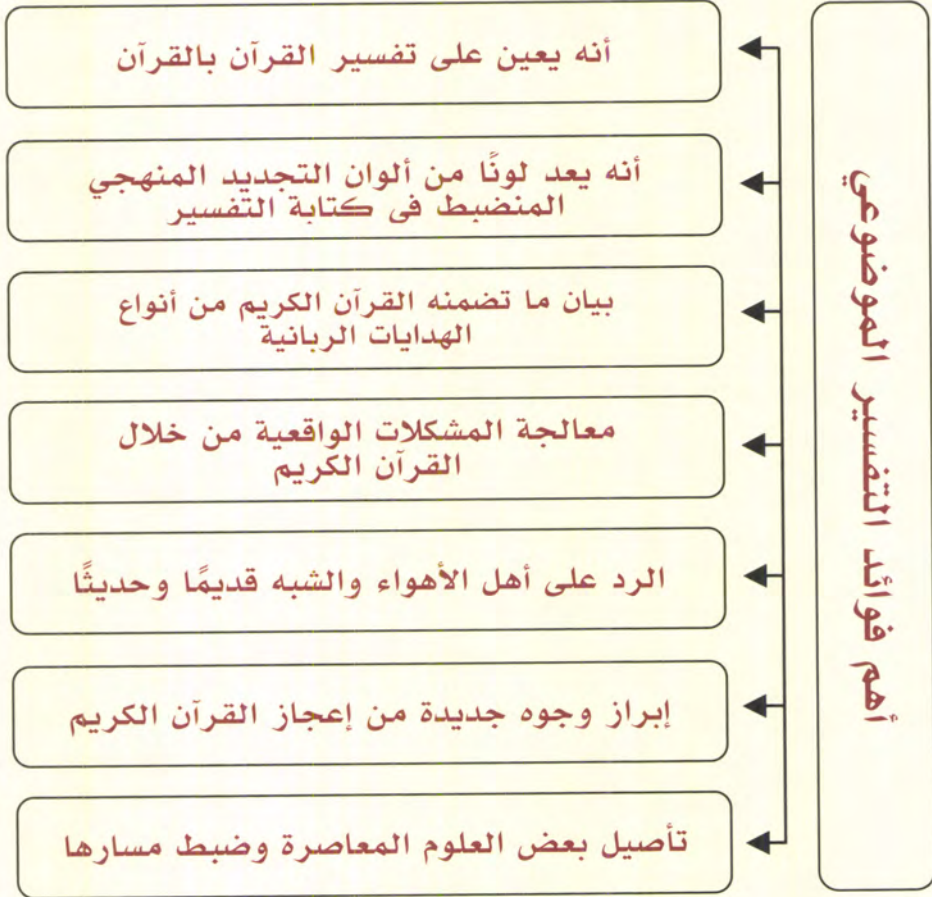 أهم فوائد التفسير الموضوعي
أنه يعين على تفسير القرآن بالقرآن
أنه يعد لونًا من ألوان التجديد المنهجي
المنضبط فى كتابة التفسير
بيان ما تضمنه القرآن الكريم من أنواع
الهدايات الربانية
معالجة المشكلات الواقعية من خلال
القرآن الكريم
الرد على أهل الأهواء والشبه قديمًا وحديثًا
إبراز وجوه جديدة من إعجاز القرآن الكريم
تأصيل بعض العلوم المعاصرة وضبط مسارها